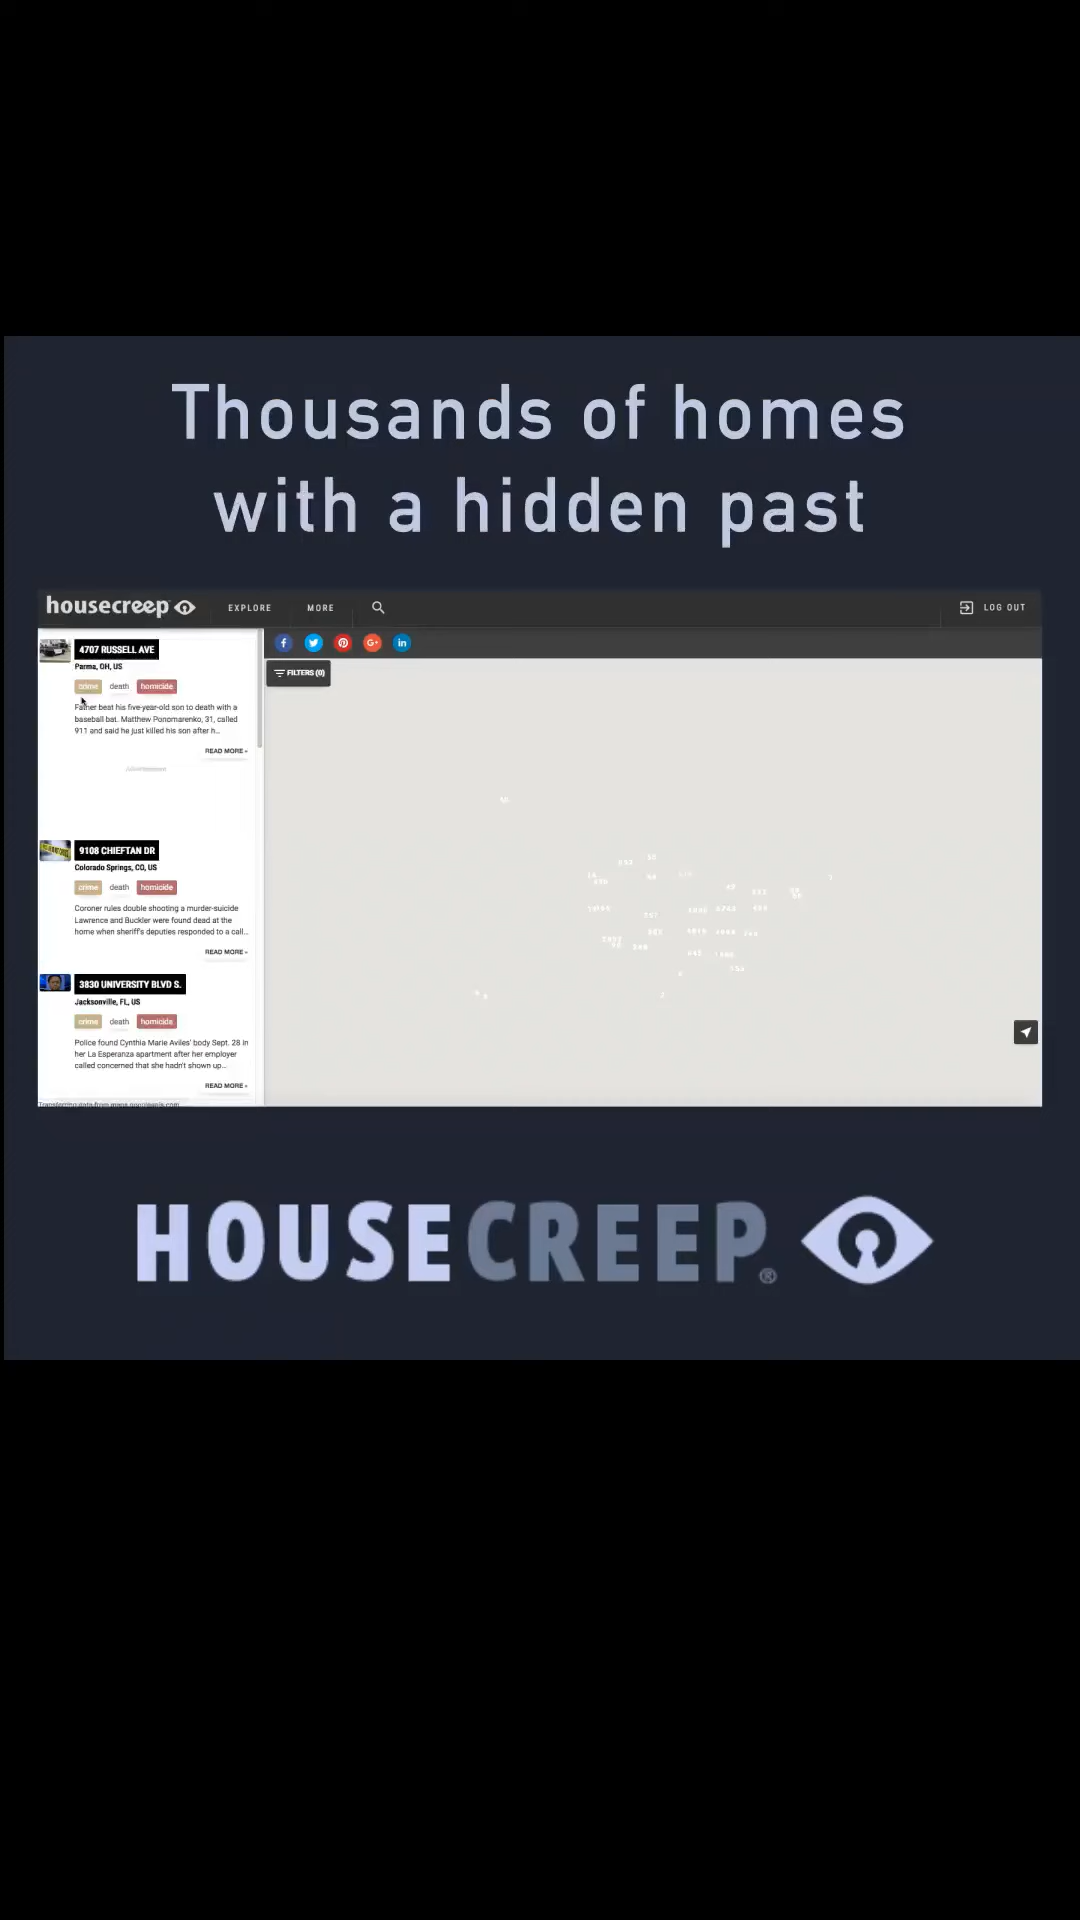 Thousands of homes
with a hidden past
housecreep
EXPLORE
MORE
LOG OUT
FILTERS (0)
4707 RUSSELL AVE
Parma, OH, US
crime death homicide
Father beat his five-year-old son to death with a
baseball bat. Matthew Ponomarenko, 31, called
911 and said he just killed his son after h...
READ MORE »
Advertisement
9108 CHIEFTAN DR
Colorado Springs, CO, US
crime death homicide
Coroner rules double shooting a murder-suicide
Lawrence and Buckler were found dead at the
home when sheriff's deputies responded to a call...
READ MORE »
3830 UNIVERSITY BLVD S.
Jacksonville, FL, US
crime death homicide
Police found Cynthia Marie Aviles' body Sept. 28 in
her La Esperanza apartment after her employer
called concerned that she hadn't shown up...
READ MORE »
HOUSECREEP®